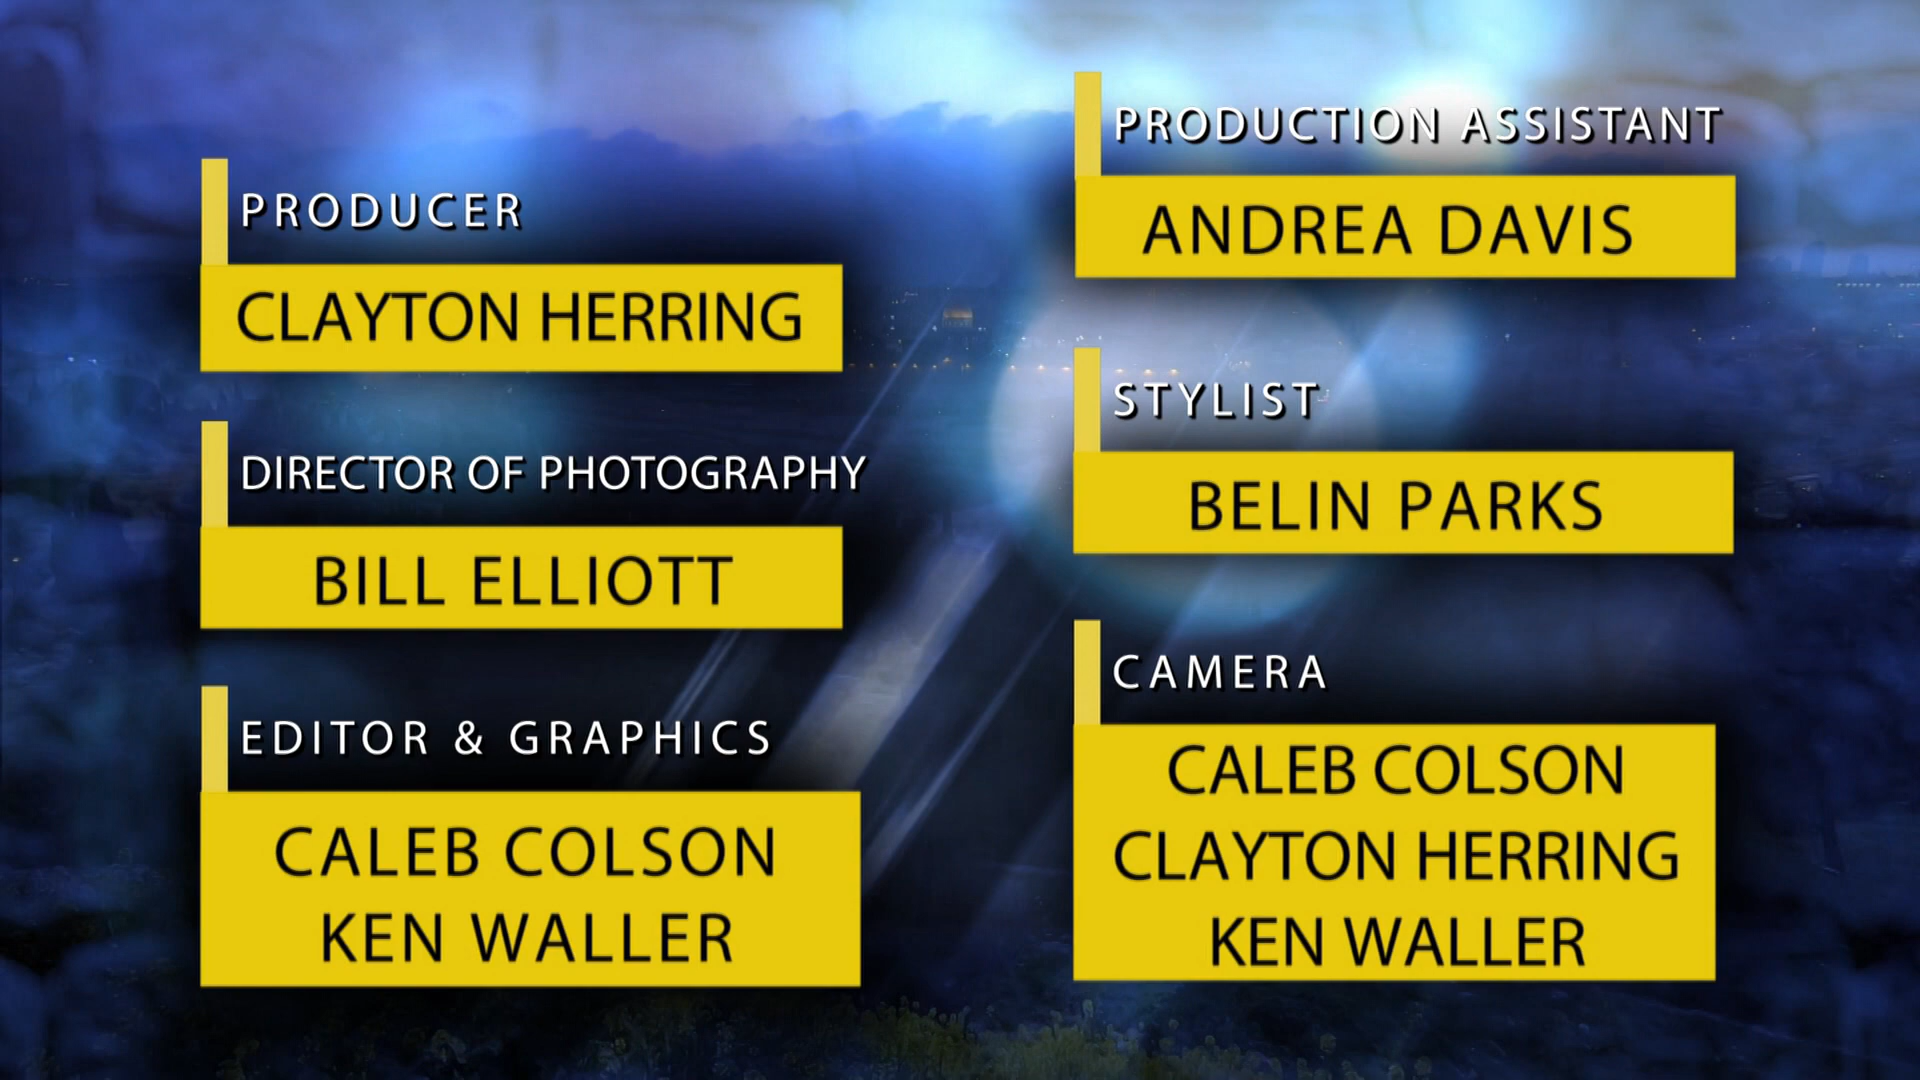 PRODUCER
CLAYTON HERRING
DIRECTOR OF PHOTOGRAPHY
BILL ELLIOTT
EDITOR & GRAPHICS
CALEB COLSON
KEN WALLER
PRODUCTION ASSISTANT
ANDREA DAVIS
STYLIST
BELIN PARKS
CAMERA
CALEB COLSON
CLAYTON HERRING
KEN WALLER